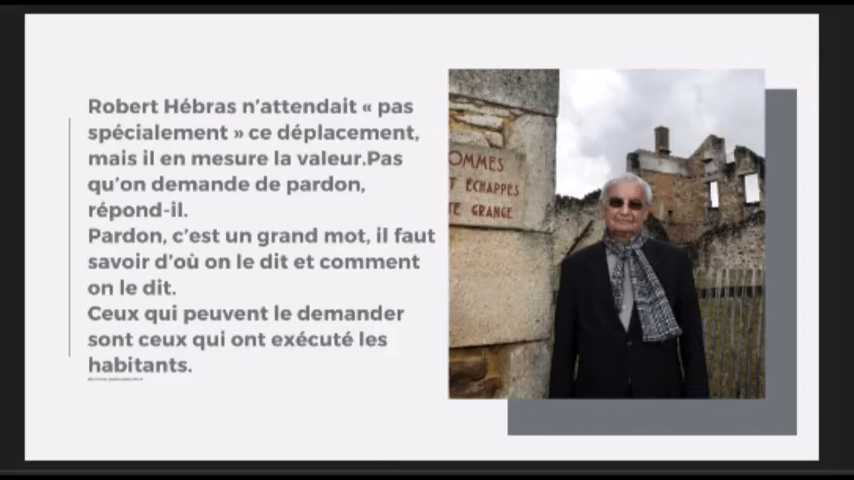 Robert Hébras n'attendait « pas
spécialement » ce déplacement,
mais il en mesure la valeur.Pas
qu'on demande de pardon,
répond-il.
Pardon, c'est un grand mot, il faut
savoir d'où on le dit et comment
on le dit.
Ceux qui peuvent le demander
sont ceux qui ont exécuté les
habitants.
OMMES
T ECHAPPES
TE GRANGE